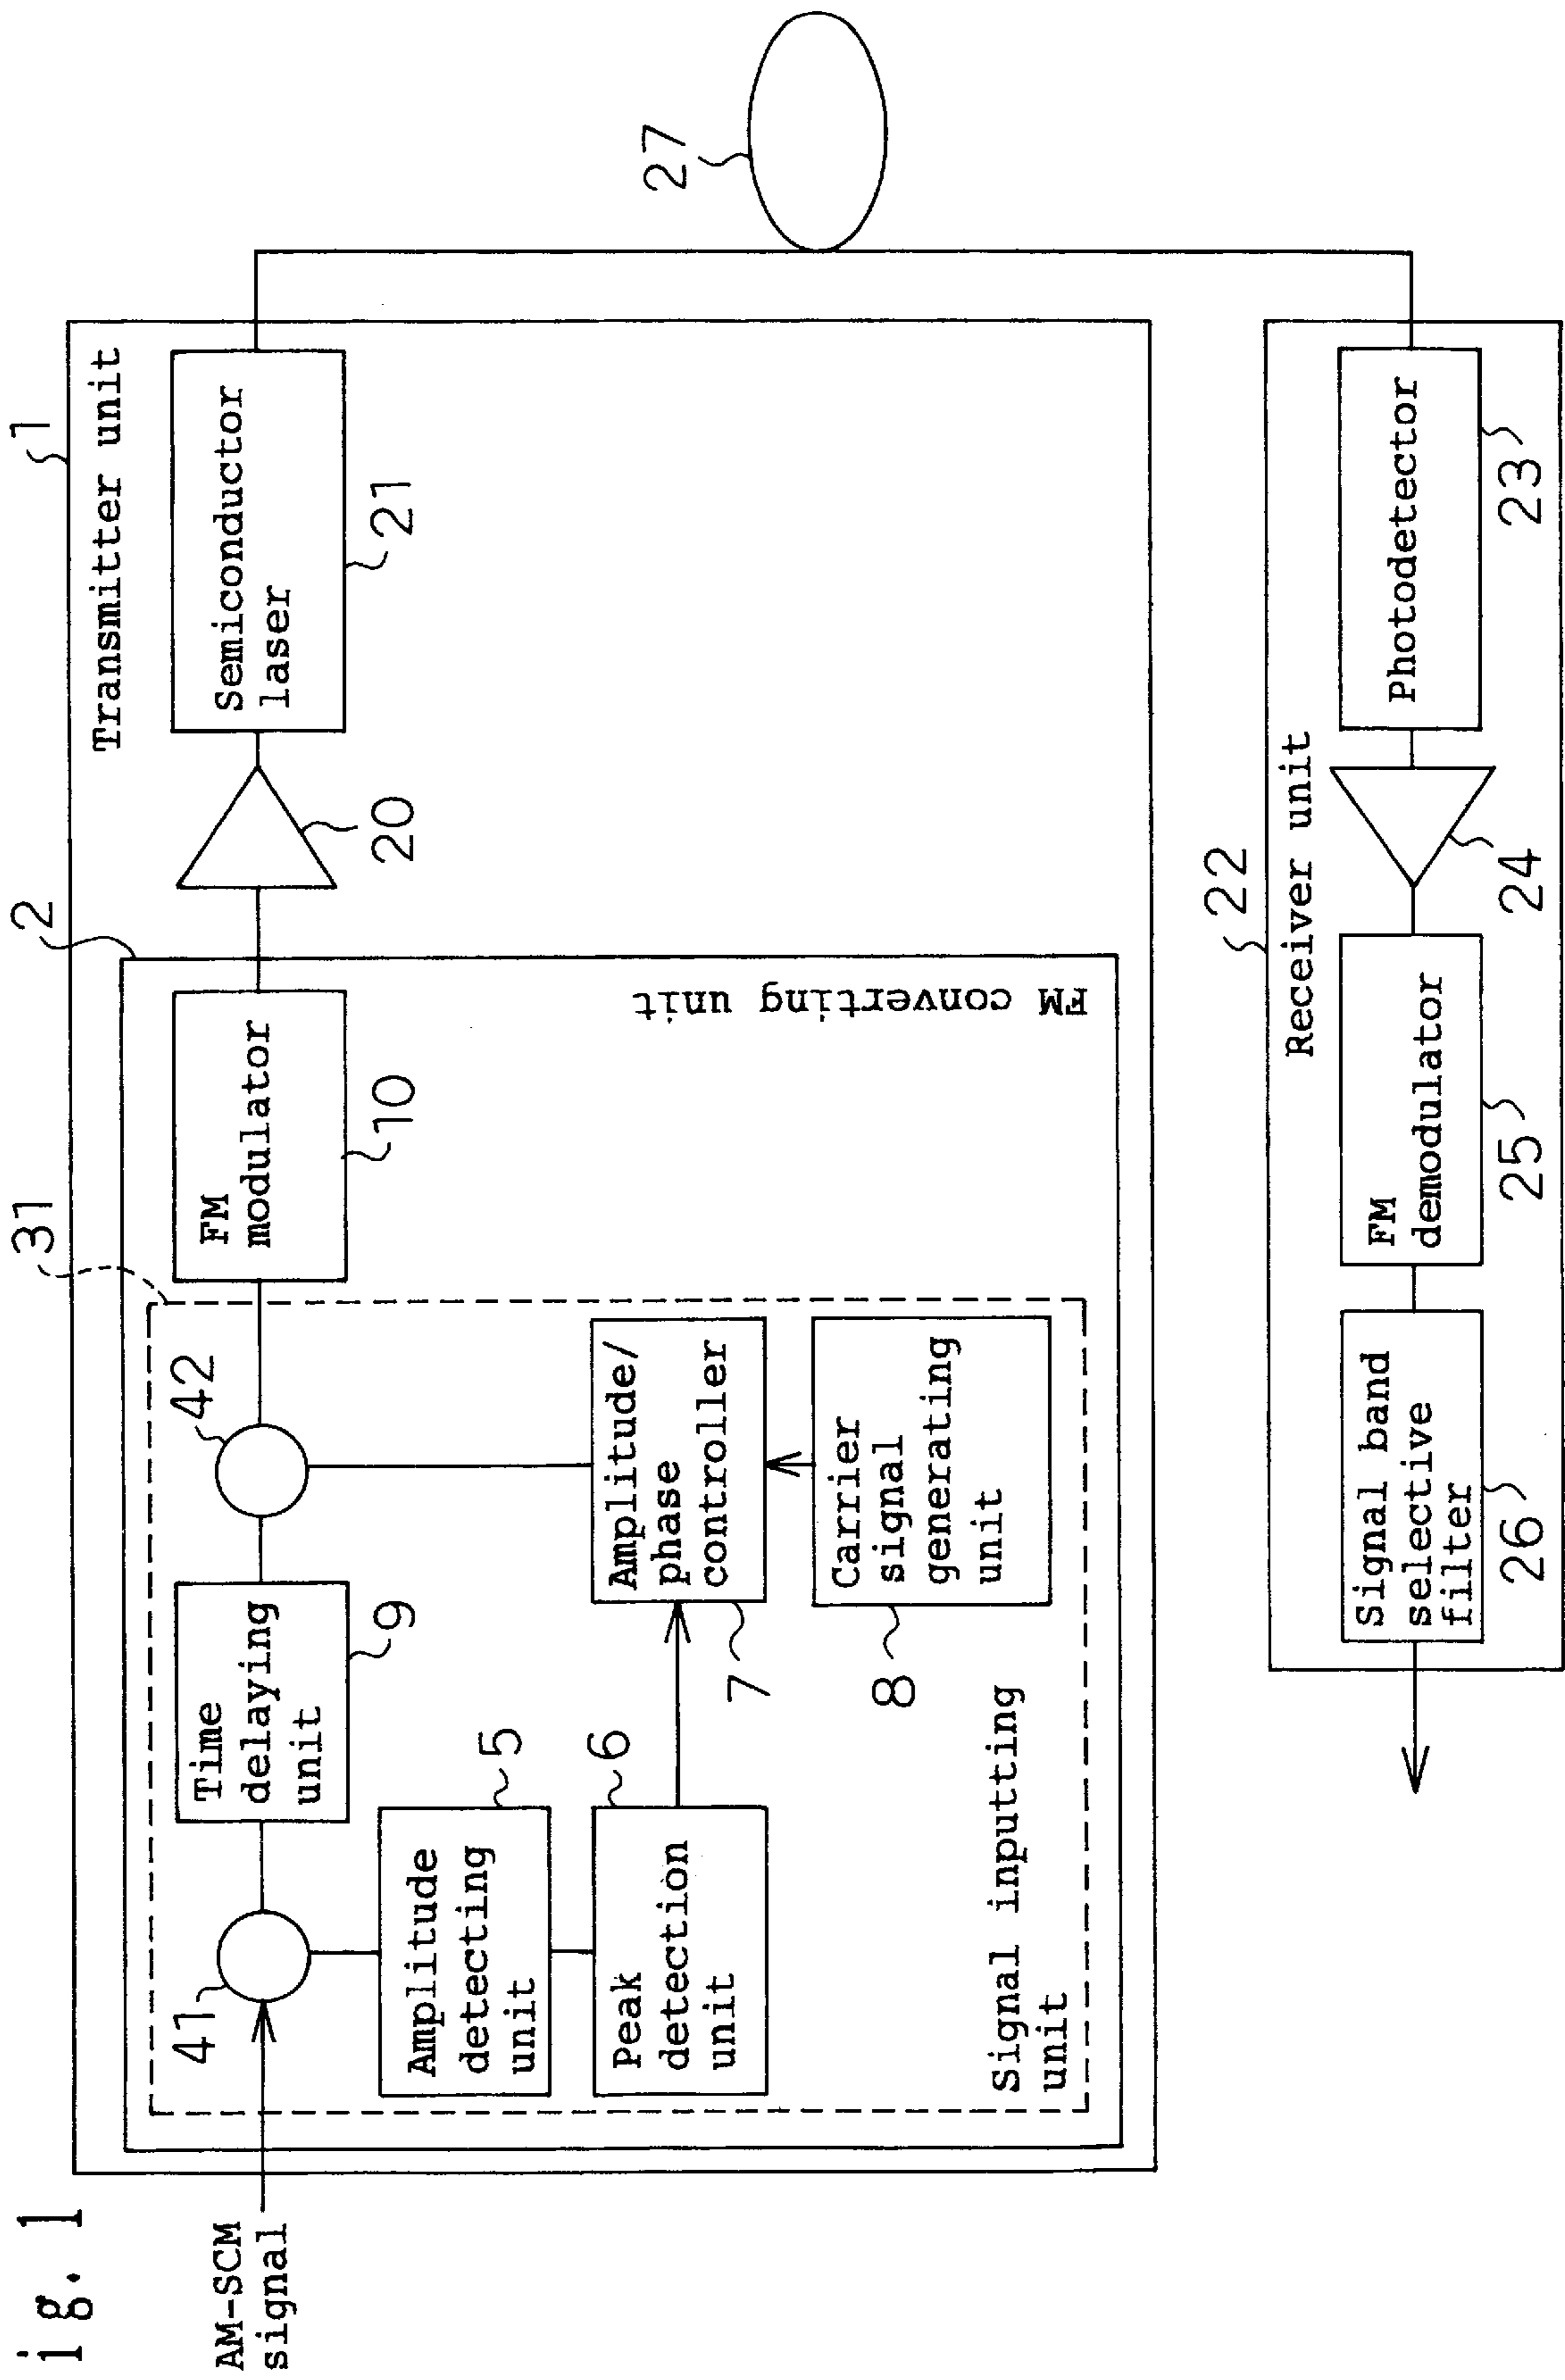 ig. 1
AM-SCM
signal
1
Transmitter unit
2
FM converting unit
31
Signal inputting
unit
41
Time
delaying
unit
9
42
FM
modulator
10
20
Semiconductor
laser
21
Amplitude
detecting
unit
5
Peak
detection
unit
6
Amplitude/
phase
controller
7
Carrier
signal
generating
unit
8
27
22
Receiver unit
Photodetector
23
24
FM
demodulator
25
Signal band
selective
filter
26